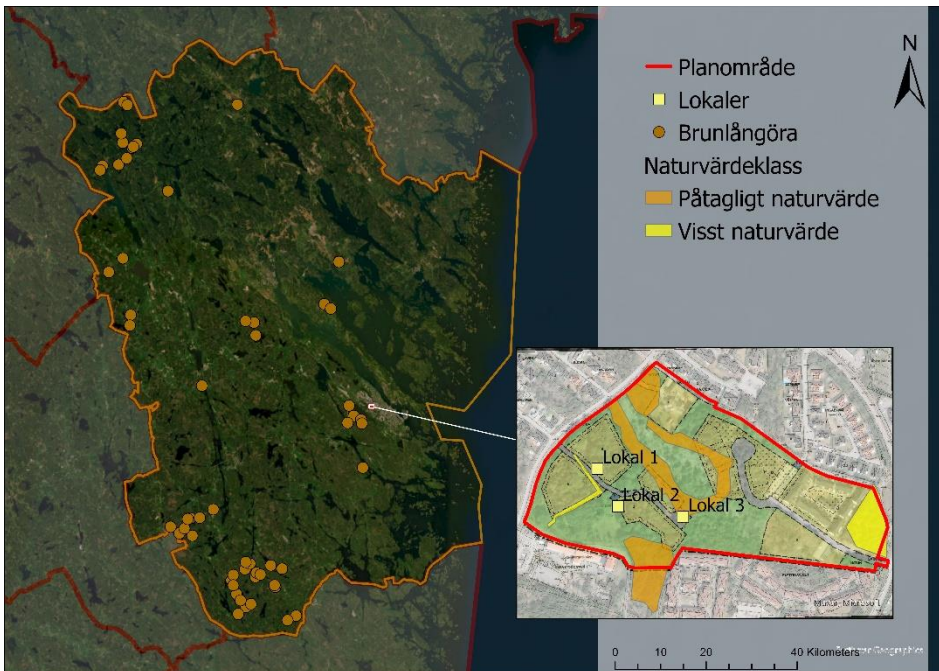 N
Planområde
Lokaler
Brunlångöra
Naturvärdeklass
Påtagligt naturvärde
Visst naturvärde
Lokal 1
Lokal 2
Lokal 3
0 10 20 40 Kilometers